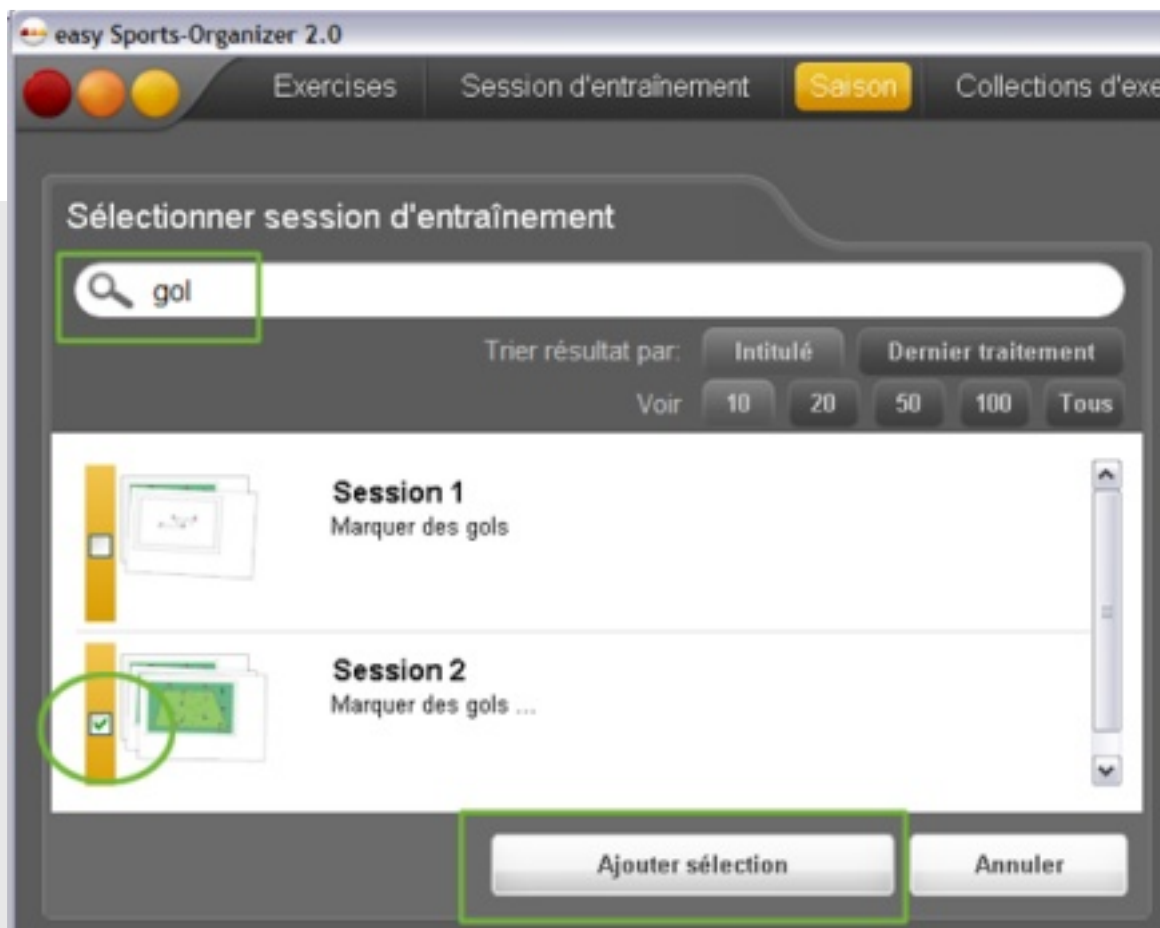 easy Sports-Organizer 2.0
Exercises Session d'entraînement Saison Collections d'exe
Sélectionner session d'entraînement
gol
Trier résultat par: Intitulé Dernier traitement
Voir 10 20 50 100 Tous
Session 1
Marquer des gols
Session 2
Marquer des gols ...
Ajouter sélection Annuler